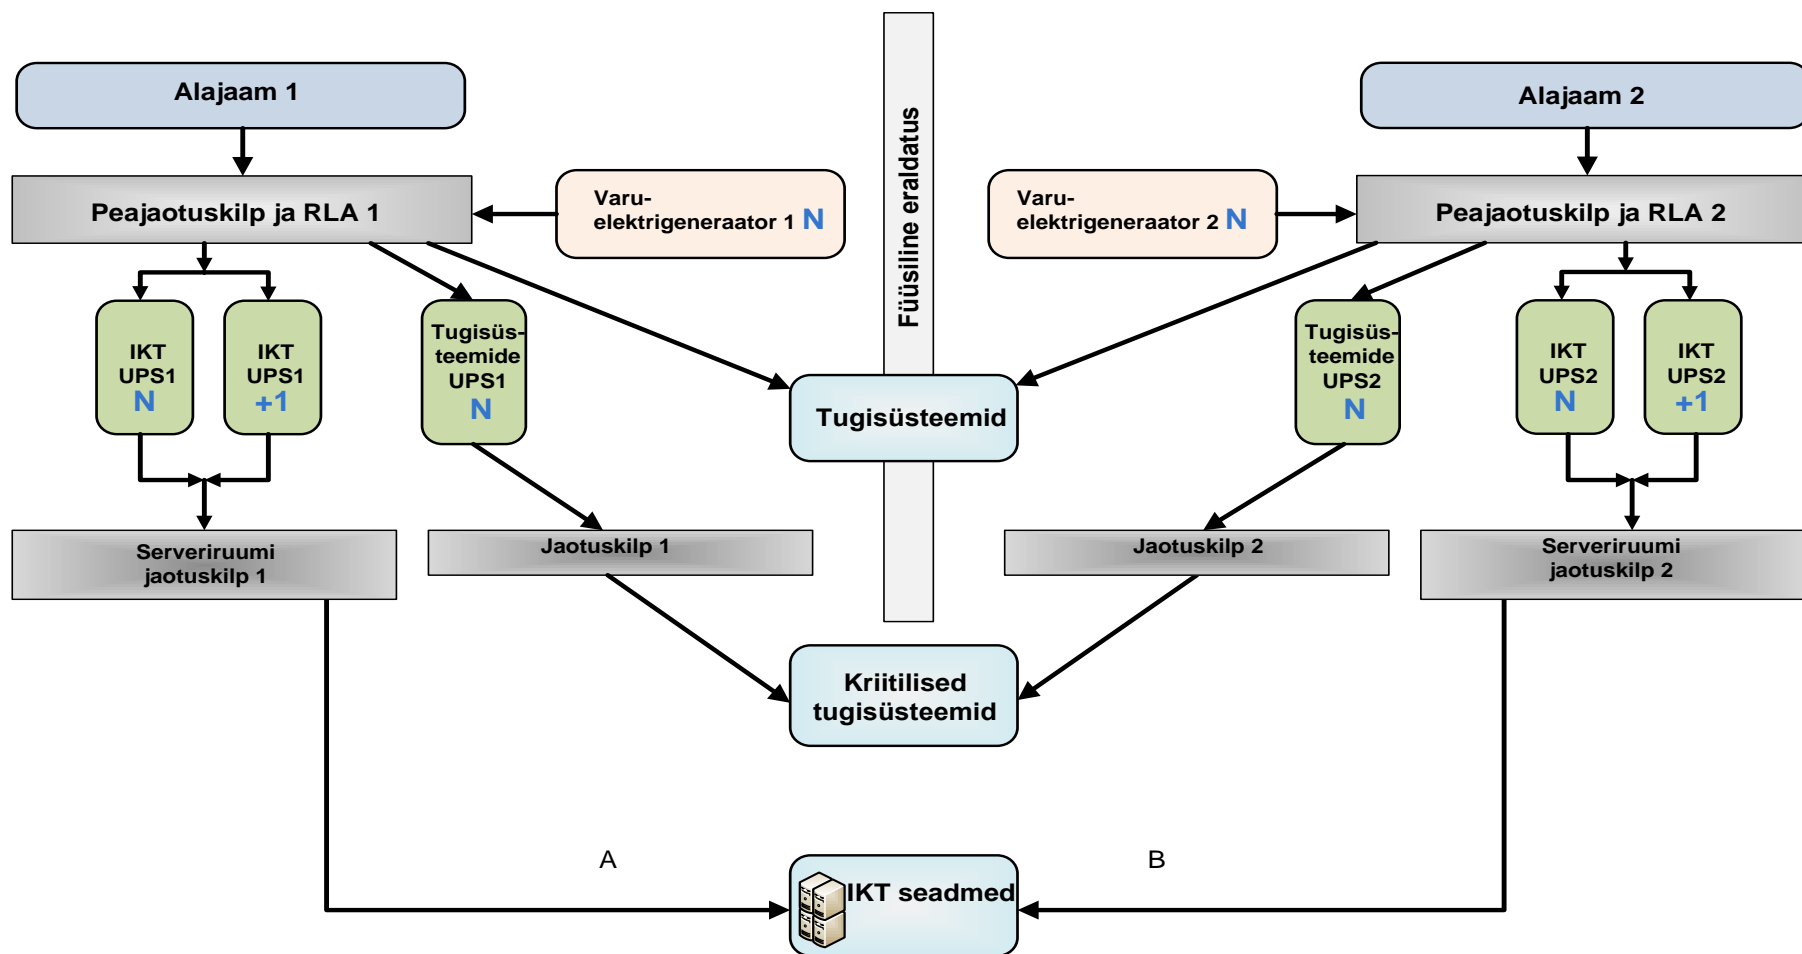 Alajaam 1
Alajaam 2
Füüsiline eraldatus
Peajaotuskilp ja RLA 1
Varu-
elektrigeneraator 1 N
Varu-
elektrigeneraator 2 N
Peajaotuskilp ja RLA 2
IKT
UPS1
N
IKT
UPS1
+1
Tugisüs-
teemide
UPS1
N
Tugisüsteemid
Tugisüs-
teemide
UPS2
N
IKT
UPS2
N
IKT
UPS2
+1
Serveriruumi
jaotuskilp 1
Jaotuskilp 1
Jaotuskilp 2
Serveriruumi
jaotuskilp 2
Kriitilised
tugisüsteemid
A
B
IKT seadmed